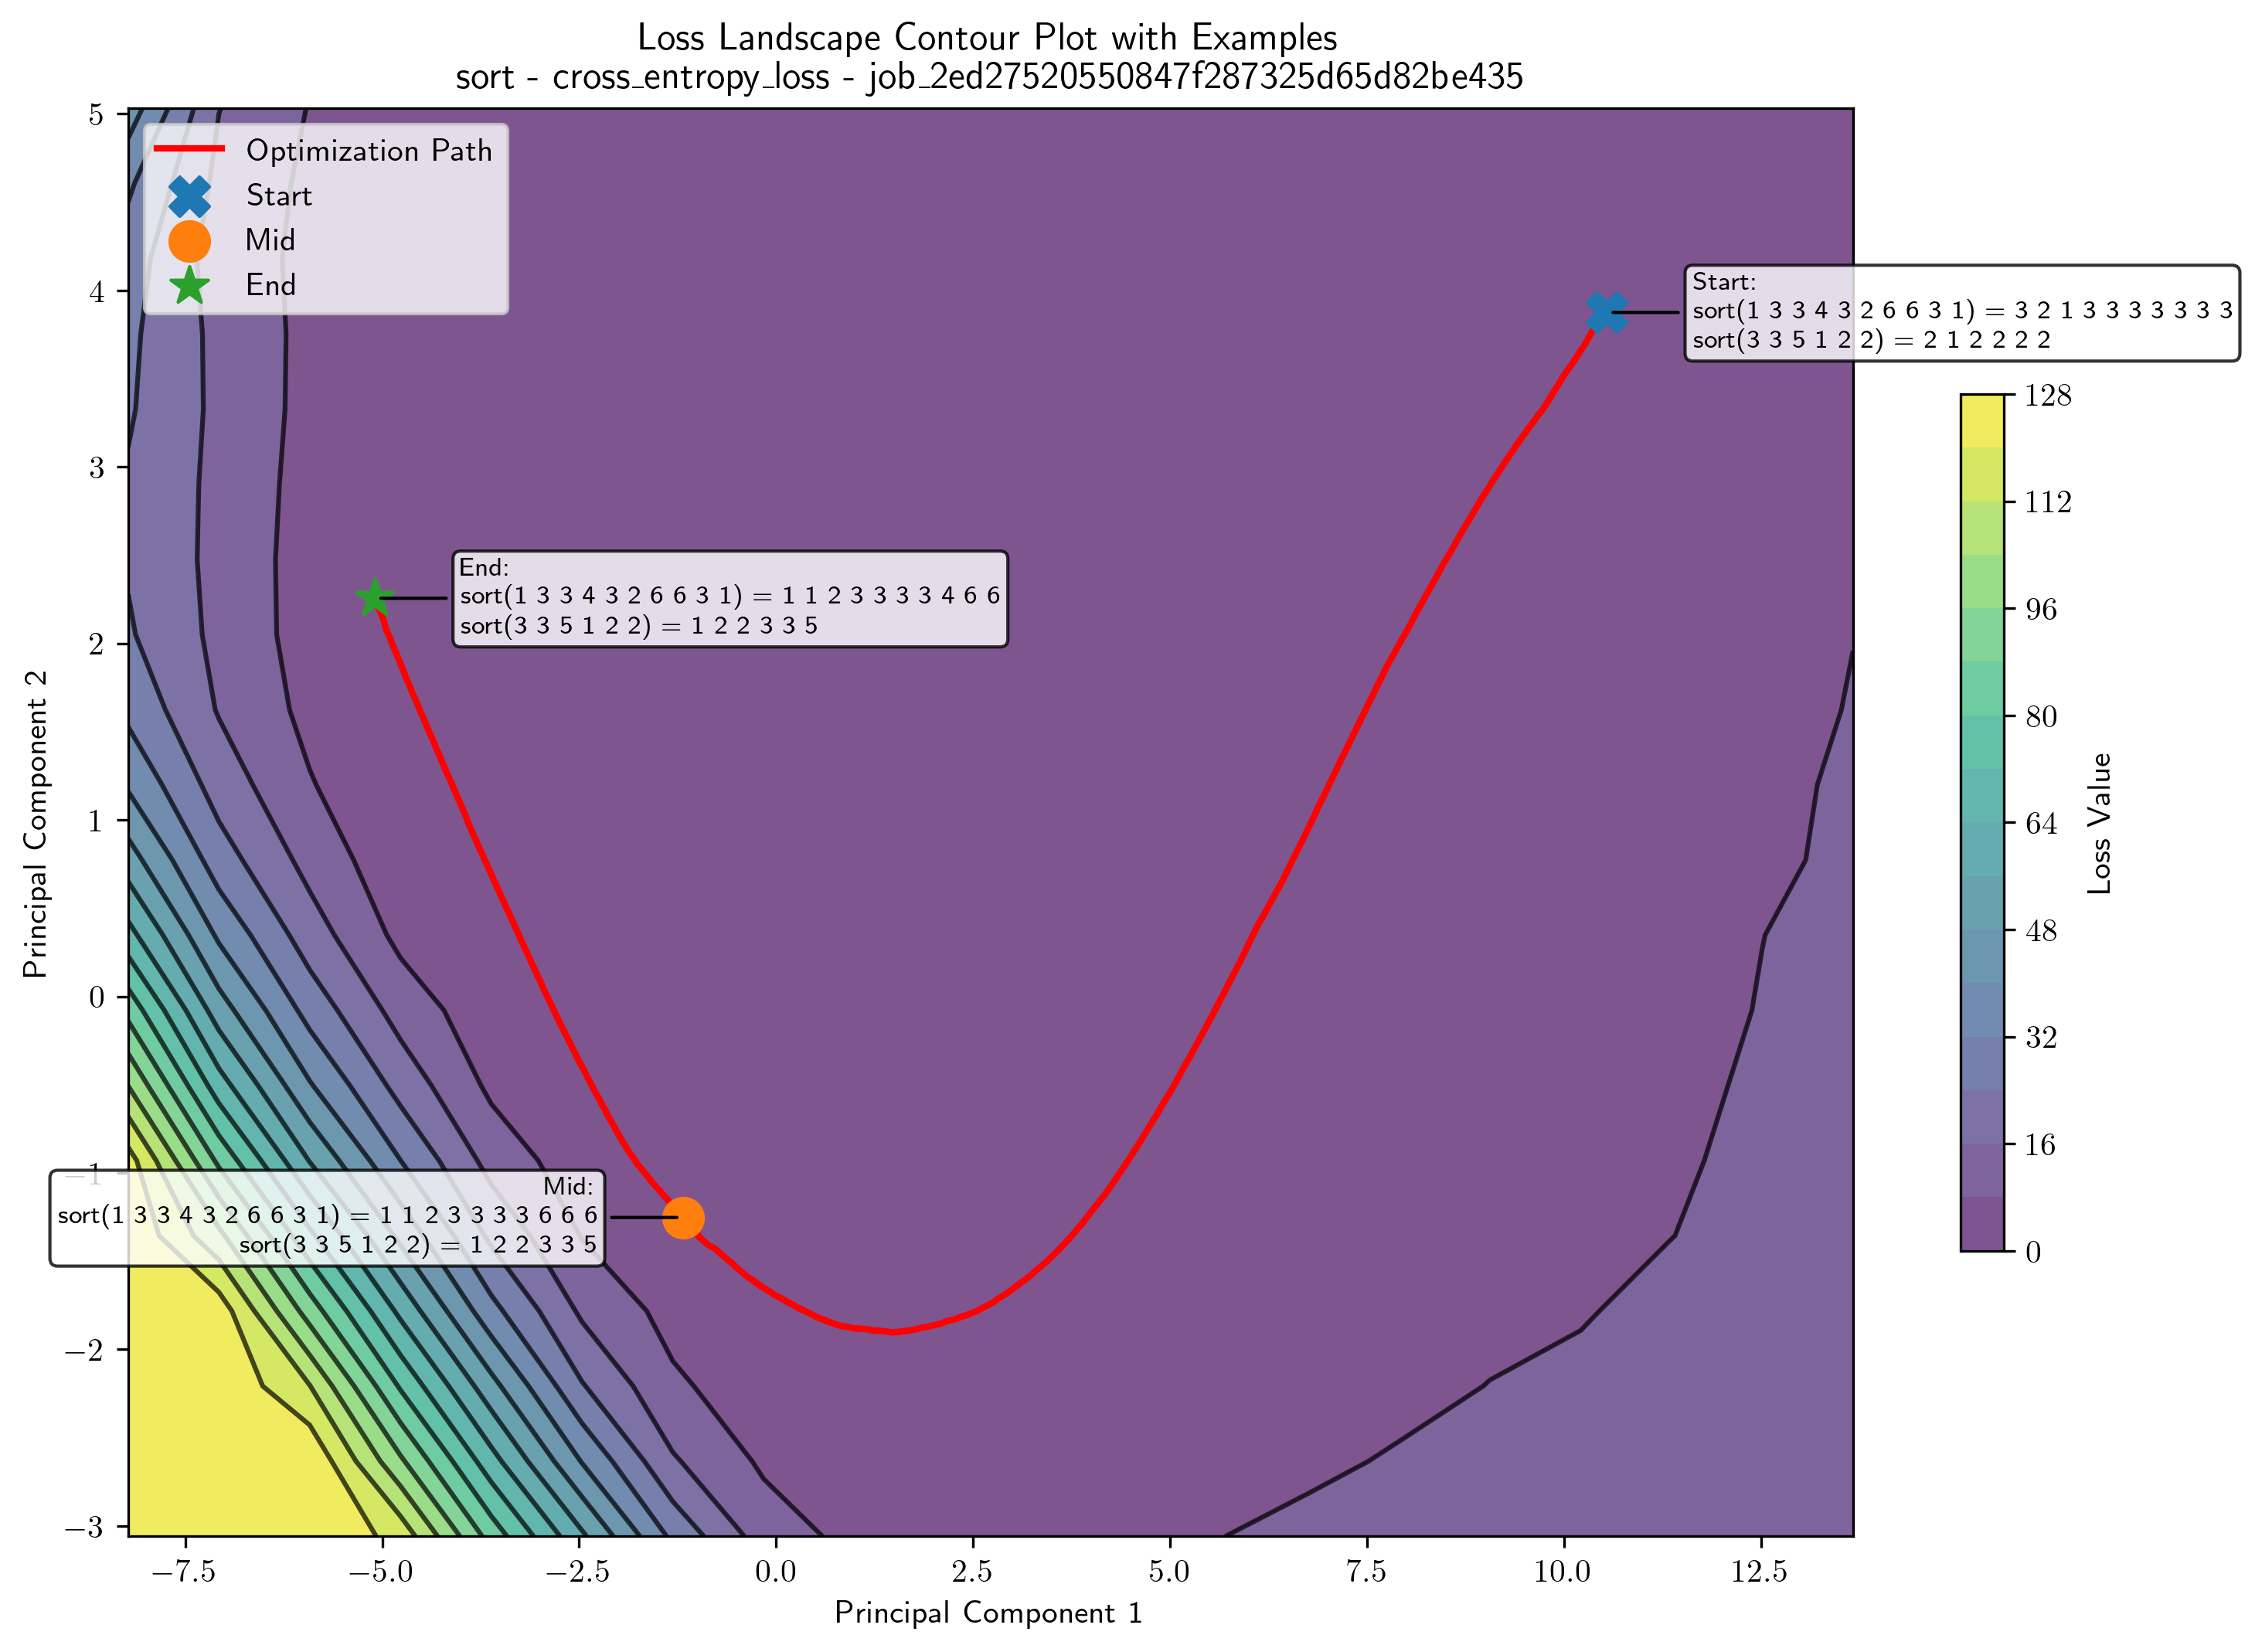 Loss Landscape Contour Plot with Examples
sort - cross_entropy_loss - job_2ed27520550847f287325d65d82be435
Optimization Path
Start
Mid
End
Start:
sort(1 3 3 4 3 2 6 6 3 1) = 3 2 1 3 3 3 3 3 3 3
sort(3 3 5 1 2 2) = 2 1 2 2 2 2
End:
sort(1 3 3 4 3 2 6 6 3 1) = 1 1 2 3 3 3 3 4 6 6
sort(3 3 5 1 2 2) = 1 2 2 3 3 5
Mid:
sort(1 3 3 4 3 2 6 6 3 1) = 1 1 2 3 3 3 3 6 6 6
sort(3 3 5 1 2 2) = 1 2 2 3 3 5
5
4
3
2
1
0
−1
−2
−3
Principal Component 2
−7.5 −5.0 −2.5 0.0 2.5 5.0 7.5 10.0 12.5
Principal Component 1
128
112
96
80
64
48
32
16
0
Loss Value